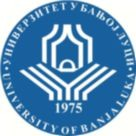 УНИВЕРЗИТЕТ У БАЊОЈ ЛУЦИ
UNIVERSITY OF BANJA LUKA
1975